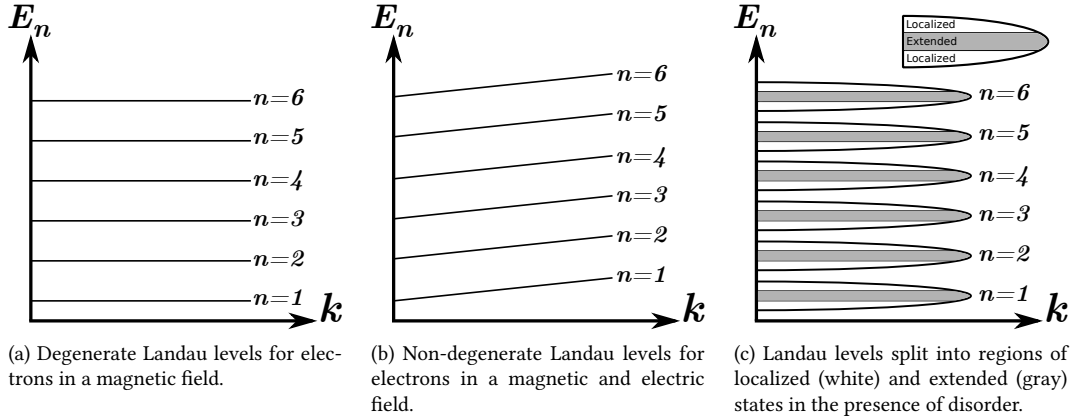 Eₙ
n=6
n=5
n=4
n=3
n=2
n=1
k
(a) Degenerate Landau levels for elec-
trons in a magnetic field.
Eₙ
n=6
n=5
n=4
n=3
n=2
n=1
k
(b) Non-degenerate Landau levels for
electrons in a magnetic and electric
field.
Localized
Extended
Localized
Eₙ
n=6
n=5
n=4
n=3
n=2
n=1
k
(c) Landau levels split into regions of
localized (white) and extended (gray)
states in the presence of disorder.